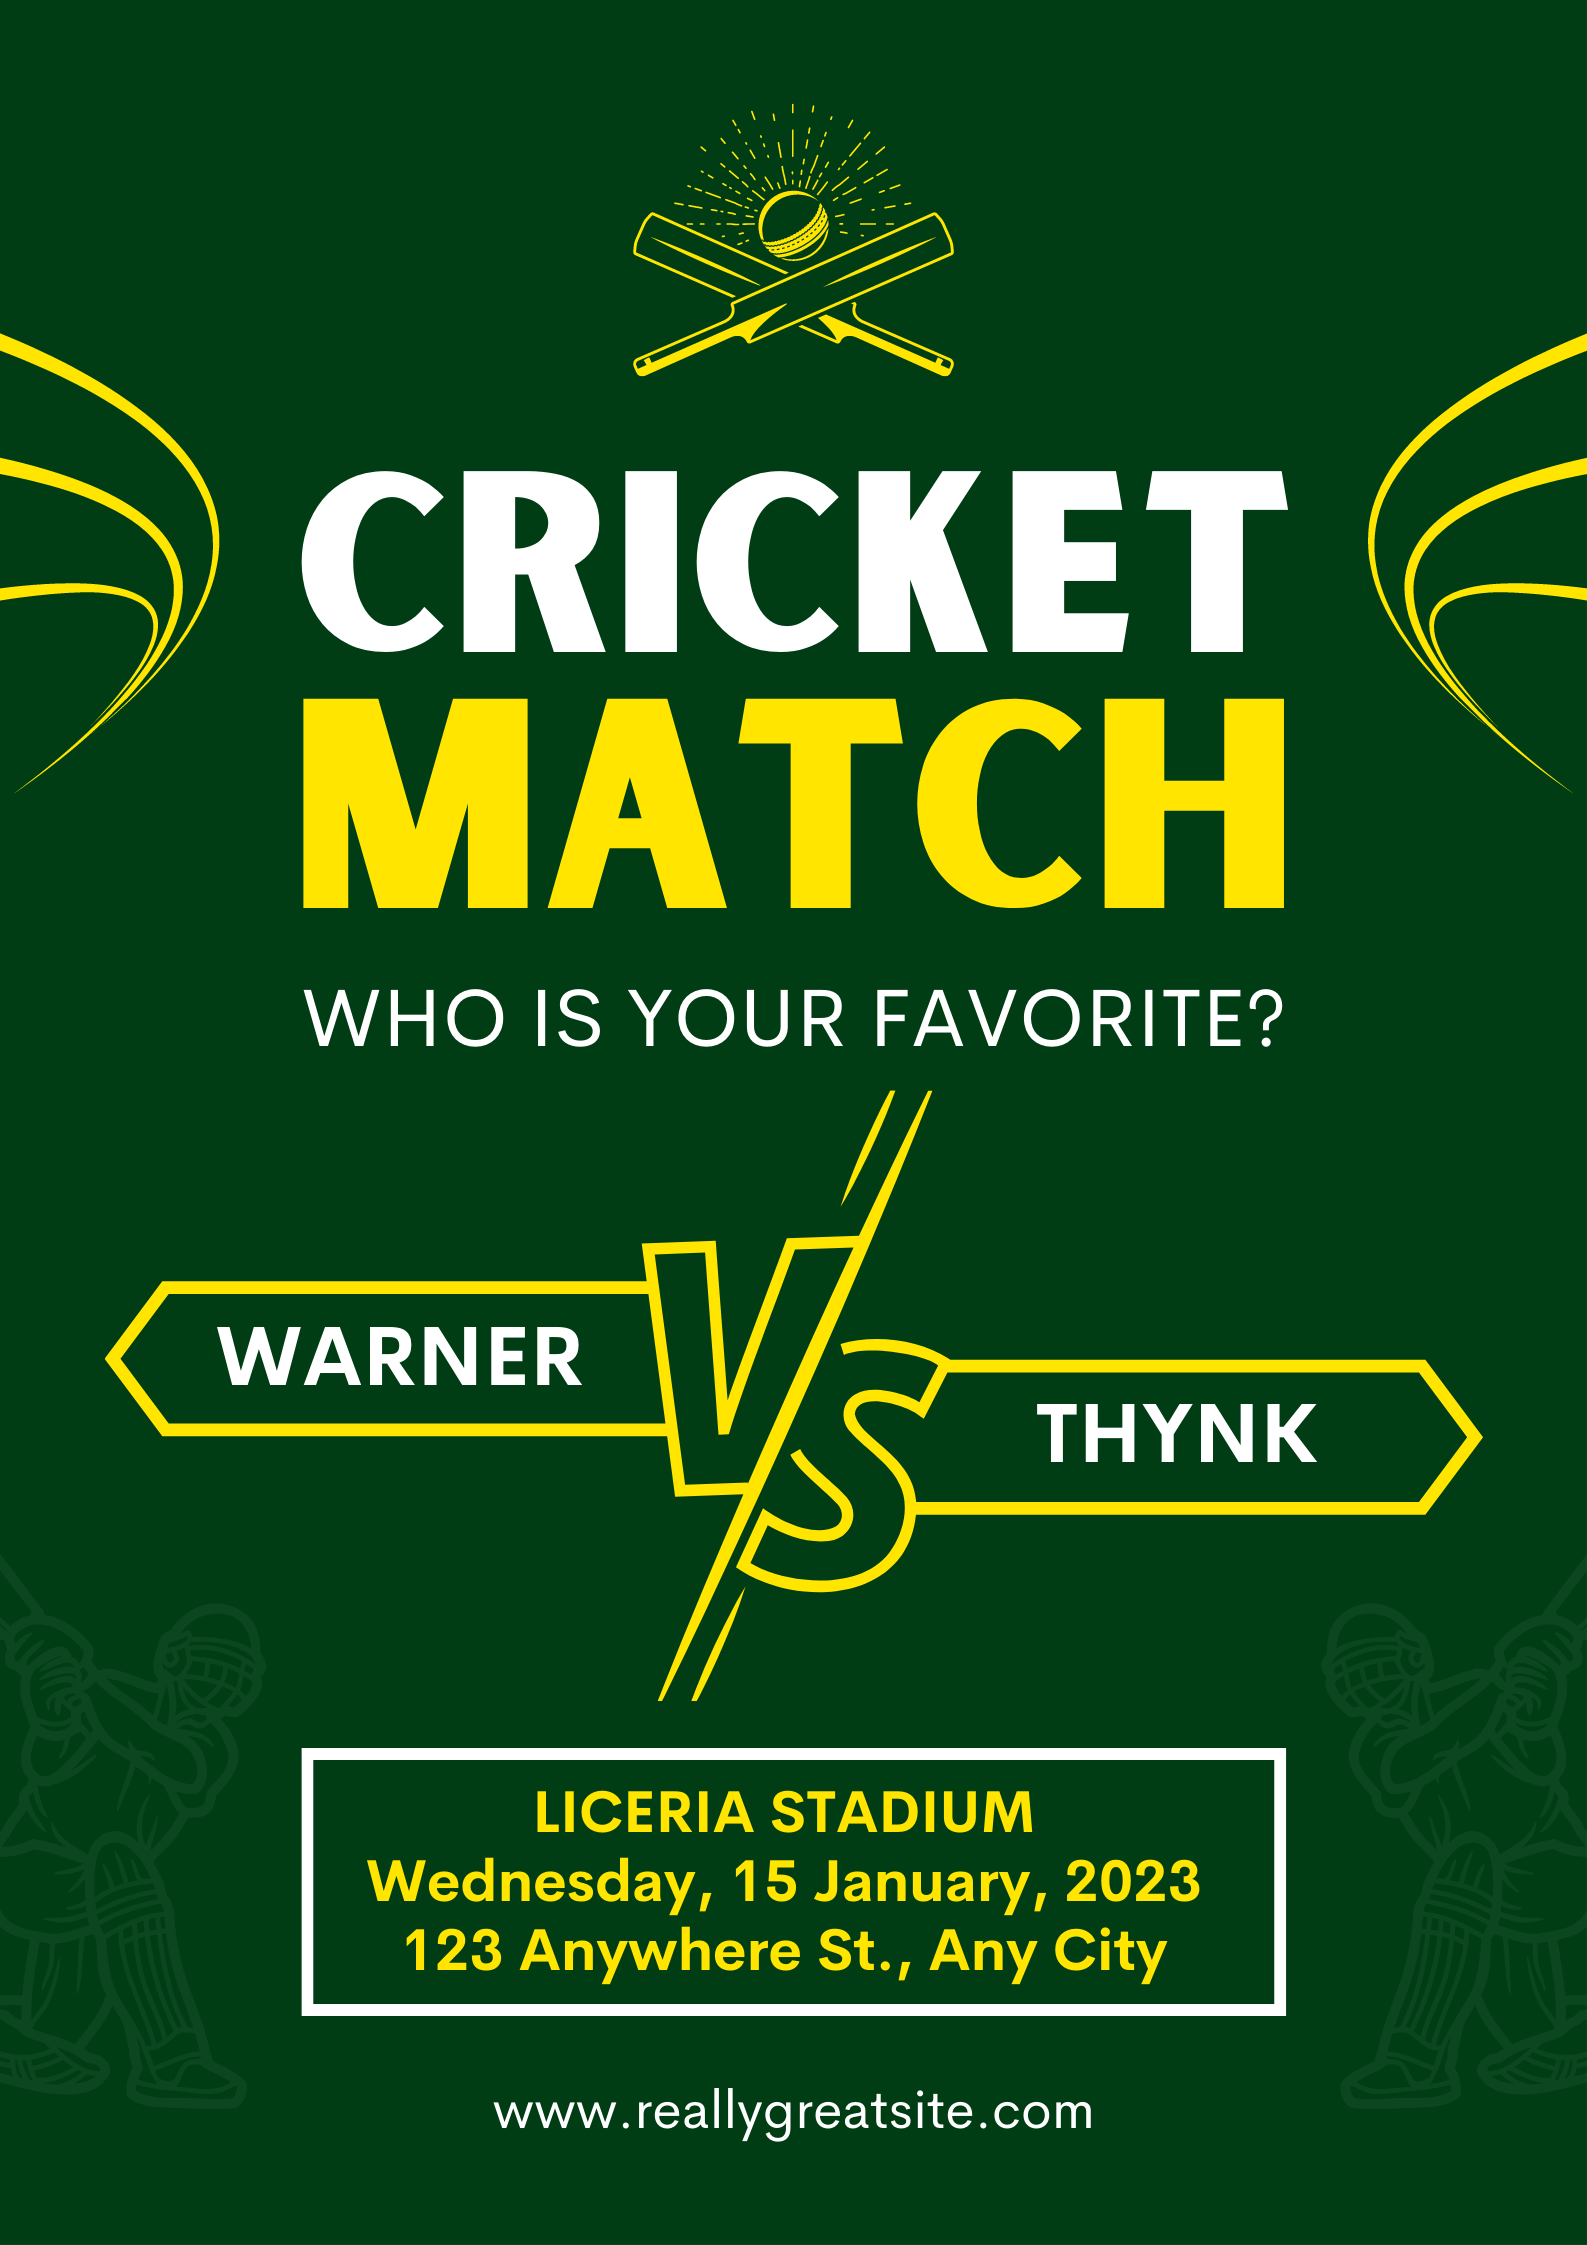 CRICKET
MATCH
WHO IS YOUR FAVORITE?
WARNER
VS
THYNK
LICERIA STADIUM
Wednesday, 15 January, 2023
123 Anywhere St., Any City
www.reallygreatsite.com